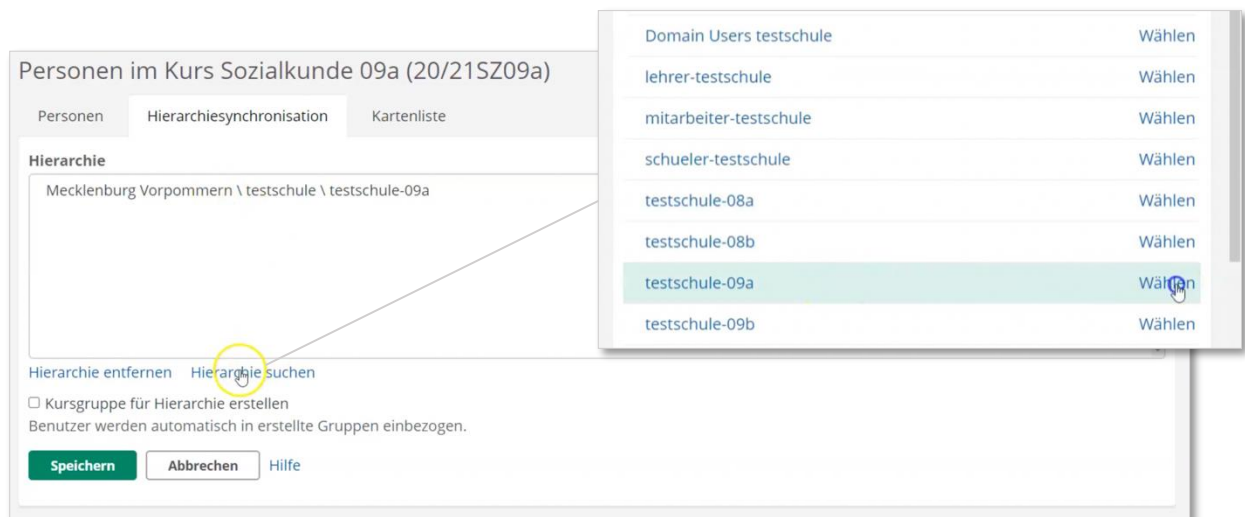 Personen im Kurs Sozialkunde 09a (20/21SZ09a)
Personen Hierarchiesynchronisation Kartenliste
Hierarchie
Mecklenburg Vorpommern \ testschule \ testschule-09a
Hierarchie entfernen Hierarchie suchen
Kursgruppe für Hierarchie erstellen
Benutzer werden automatisch in erstellte Gruppen einbezogen.
Speichern Abbrechen Hilfe
Domain Users testschule Wählen
lehrer-testschule Wählen
mitarbeiter-testschule Wählen
schueler-testschule Wählen
testschule-08a Wählen
testschule-08b Wählen
testschule-09a Wählen
testschule-09b Wählen